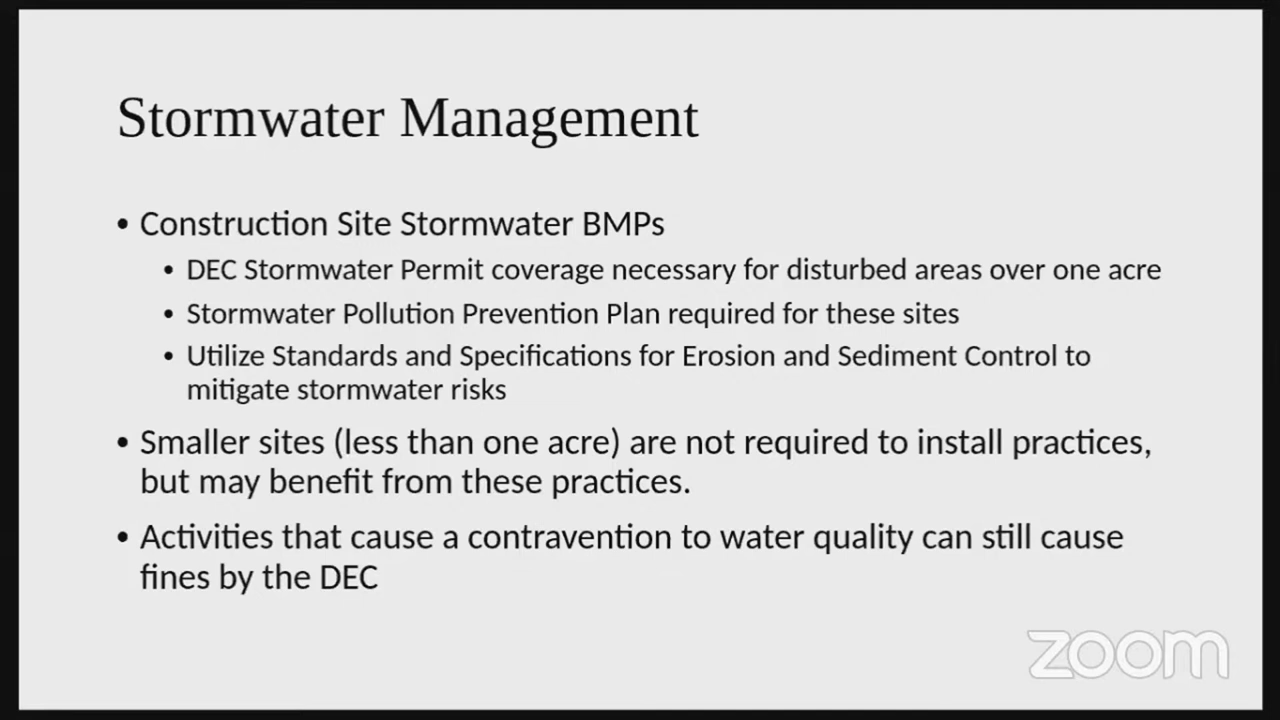 Stormwater Management
• Construction Site Stormwater BMPs
• DEC Stormwater Permit coverage necessary for disturbed areas over one acre
• Stormwater Pollution Prevention Plan required for these sites
• Utilize Standards and Specifications for Erosion and Sediment Control to
mitigate stormwater risks
• Smaller sites (less than one acre) are not required to install practices,
but may benefit from these practices.
• Activities that cause a contravention to water quality can still cause
fines by the DEC
zoom